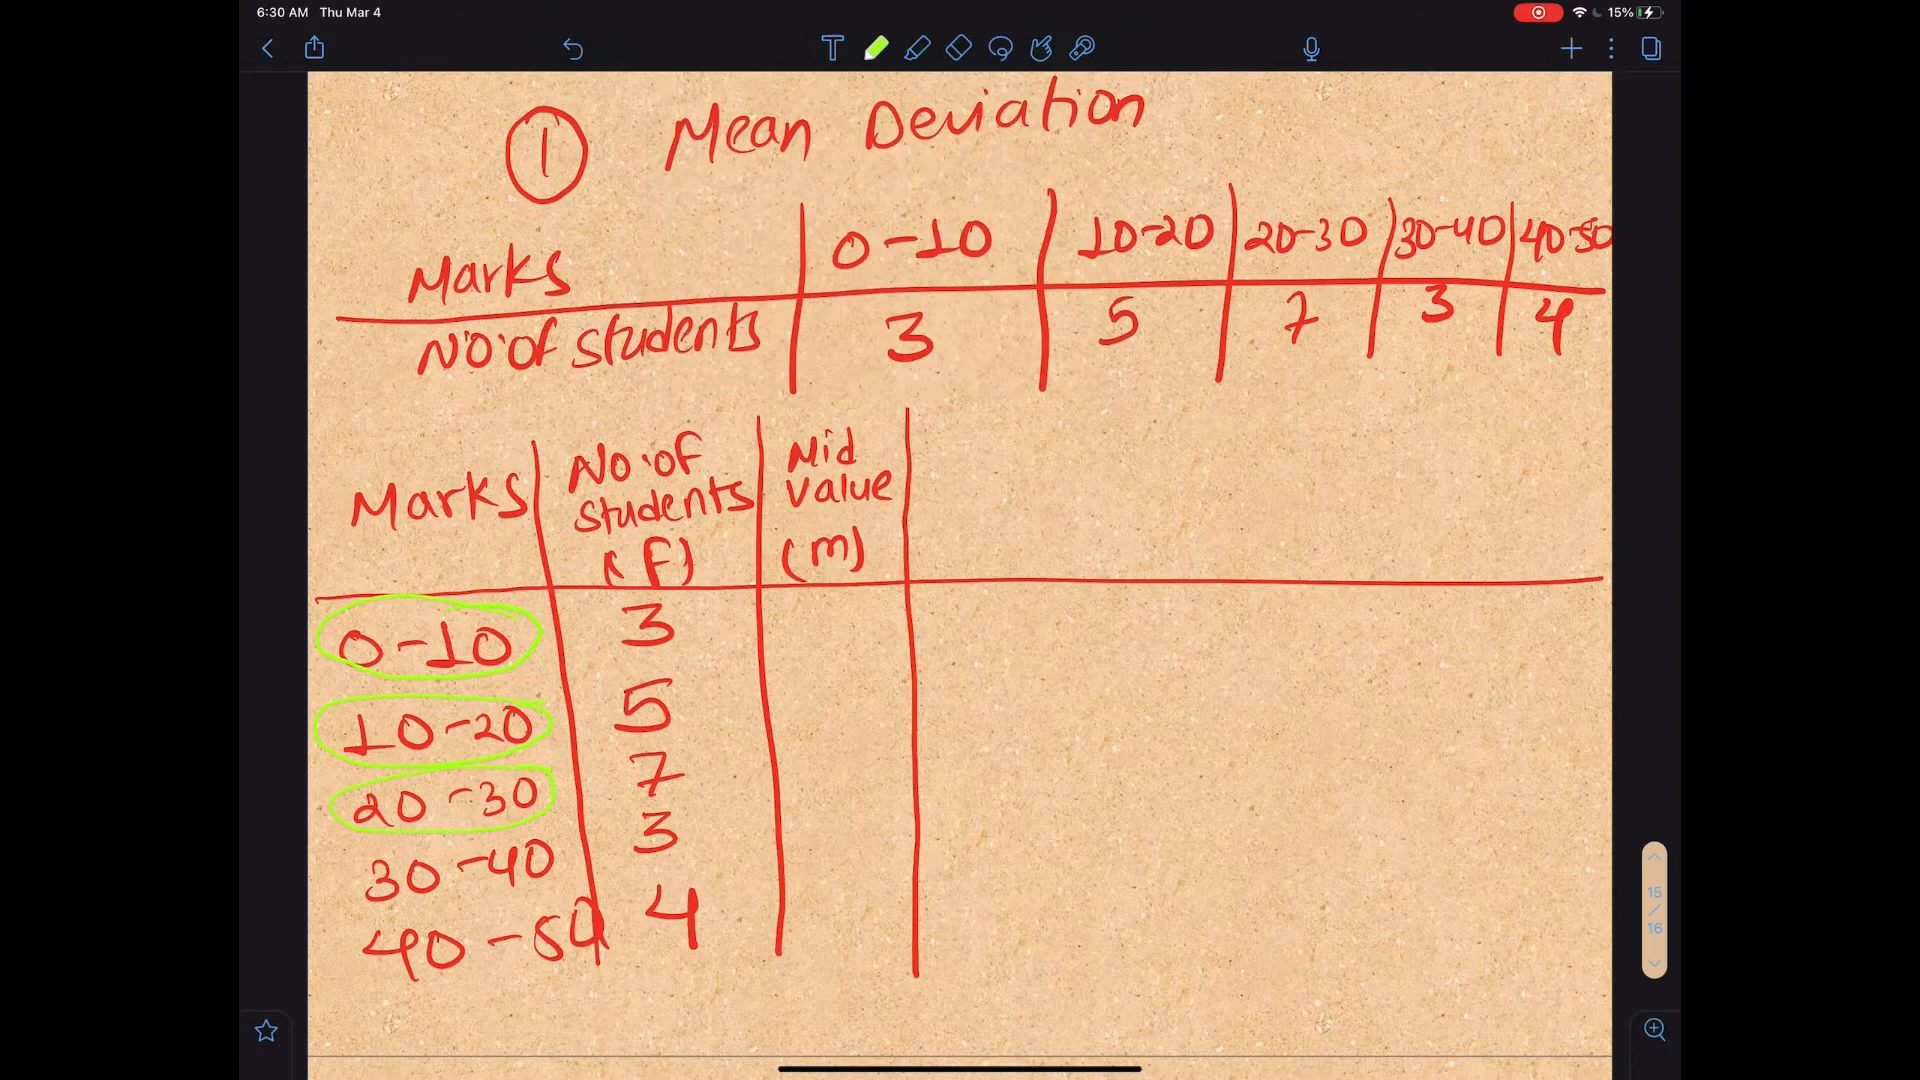 6:30 AM Thu Mar 4
15%
1 Mean Deviation
Marks 0-10 10-20 20-30 30-40 40-50
No. of students 3 5 7 3 4
Marks No. of students (f) Mid value (m)
0-10 3
10-20 5
20-30 7
30-40 3
40-50 4
15 / 16